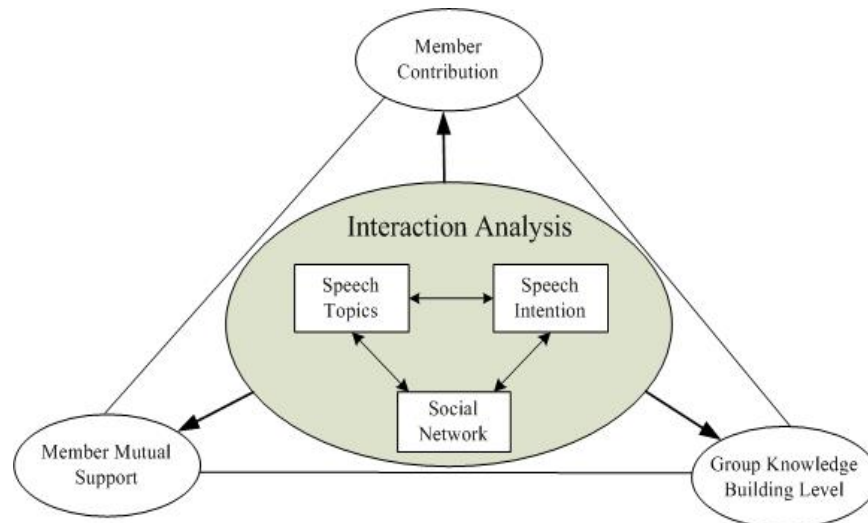 Member
Contribution
Interaction Analysis
Speech
Topics
Speech
Intention
Social
Network
Member Mutual
Support
Group Knowledge
Building Level